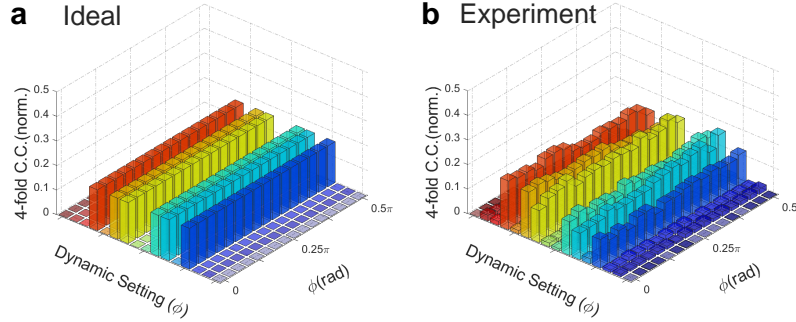 a Ideal
4-fold C.C.(norm.)
0.5
0.4
0.3
0.2
0.1
0
Dynamic Setting (ϕ)
0
0.25π
0.5π
ϕ(rad)
b Experiment
4-fold C.C.(norm.)
0.5
0.4
0.3
0.2
0.1
0
Dynamic Setting (ϕ)
0
0.25π
0.5π
ϕ(rad)